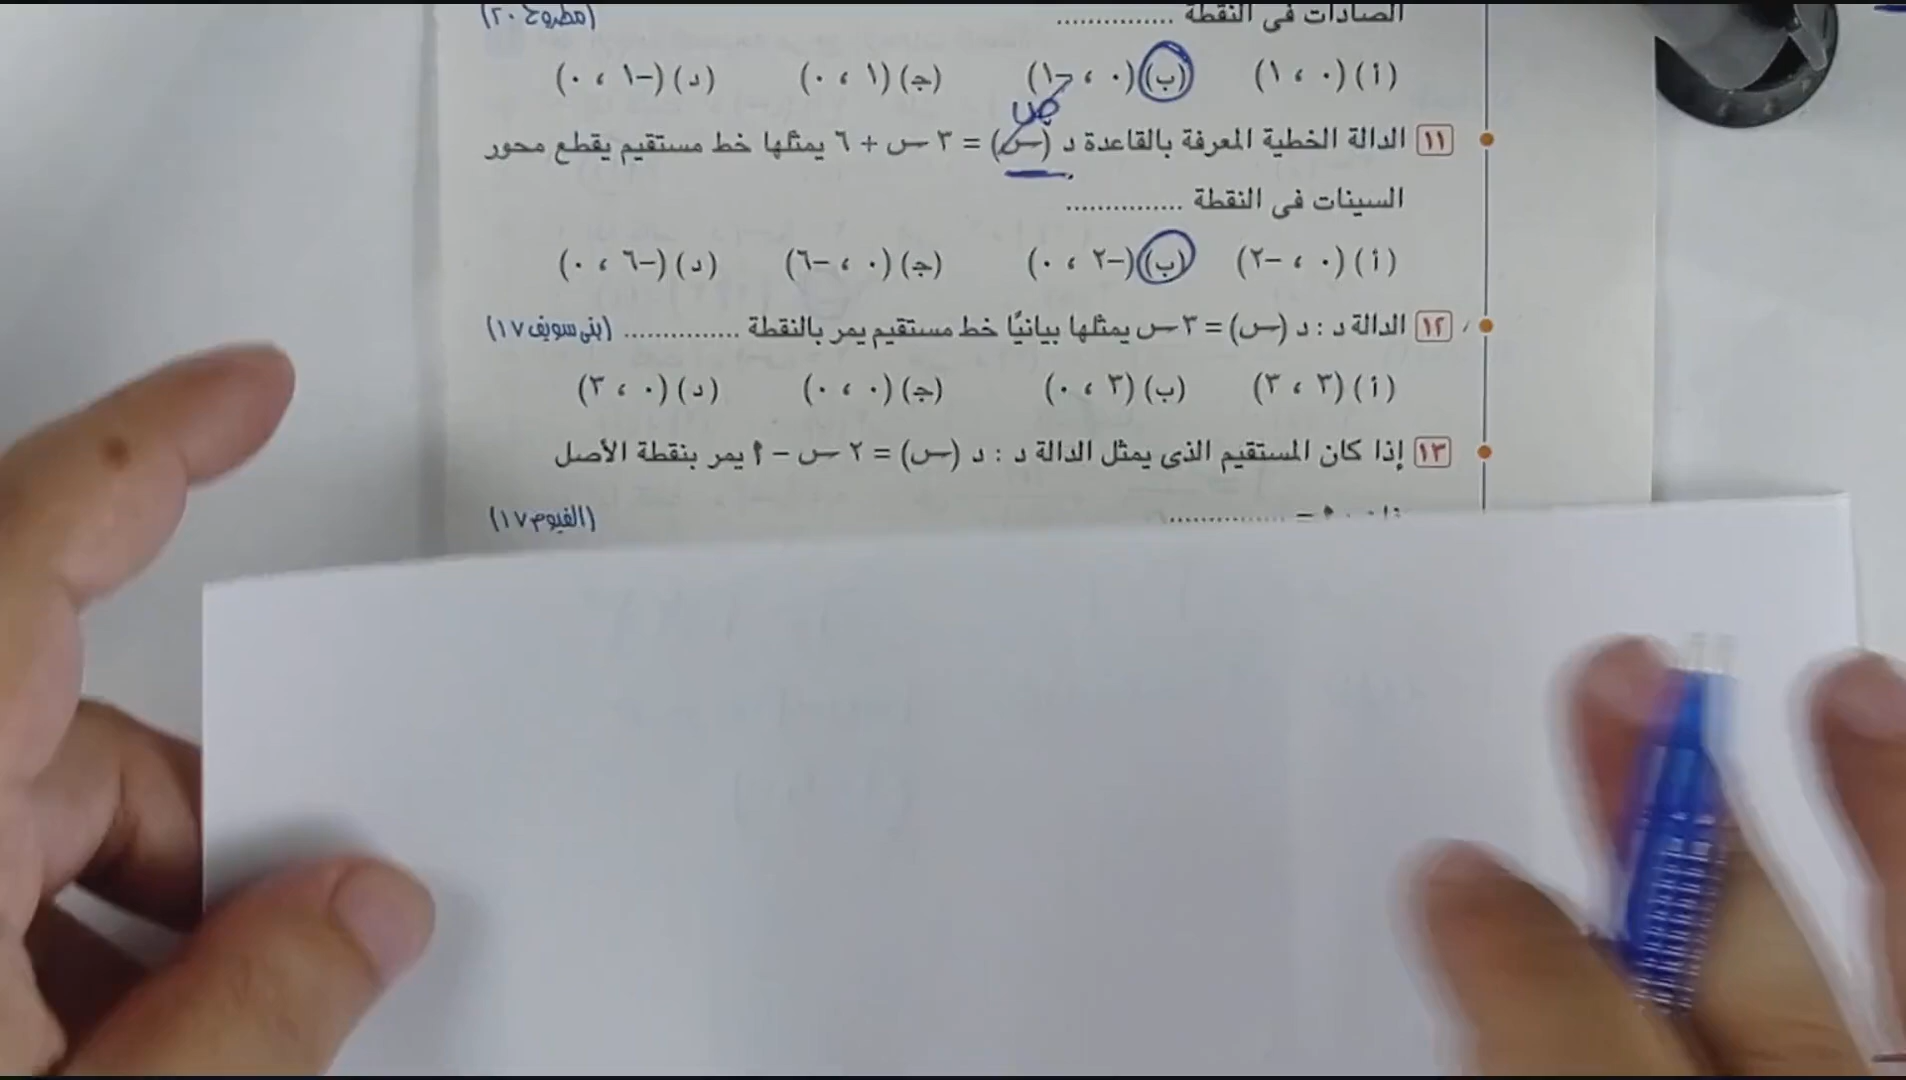 الصادات فى النقطة ............... (مطروح ٢٠)
(أ) (٠ ، ١) (ب) (٠ ، -١) (جـ) (١ ، ٠) (د) (-١ ، ٠)
ص
١١ الدالة الخطية المعرفة بالقاعدة د (س) = ٣ س + ٦ يمثلها خط مستقيم يقطع محور
السينات فى النقطة ...............
(أ) (٠ ، -٢) (ب) (-٢ ، ٠) (جـ) (٠ ، -٦) (د) (-٦ ، ٠)
١٢ الدالة د : د (س) = ٣ س يمثلها بيانيًا خط مستقيم يمر بالنقطة ............... (بنى سويف ١٧)
(أ) (٣ ، ٣) (ب) (٣ ، ٠) (جـ) (٠ ، ٠) (د) (٠ ، ٣)
١٣ إذا كان المستقيم الذى يمثل الدالة د : د (س) = ٢ س - ٢ يمر بنقطة الأصل
............... (الفيوم ١٧)